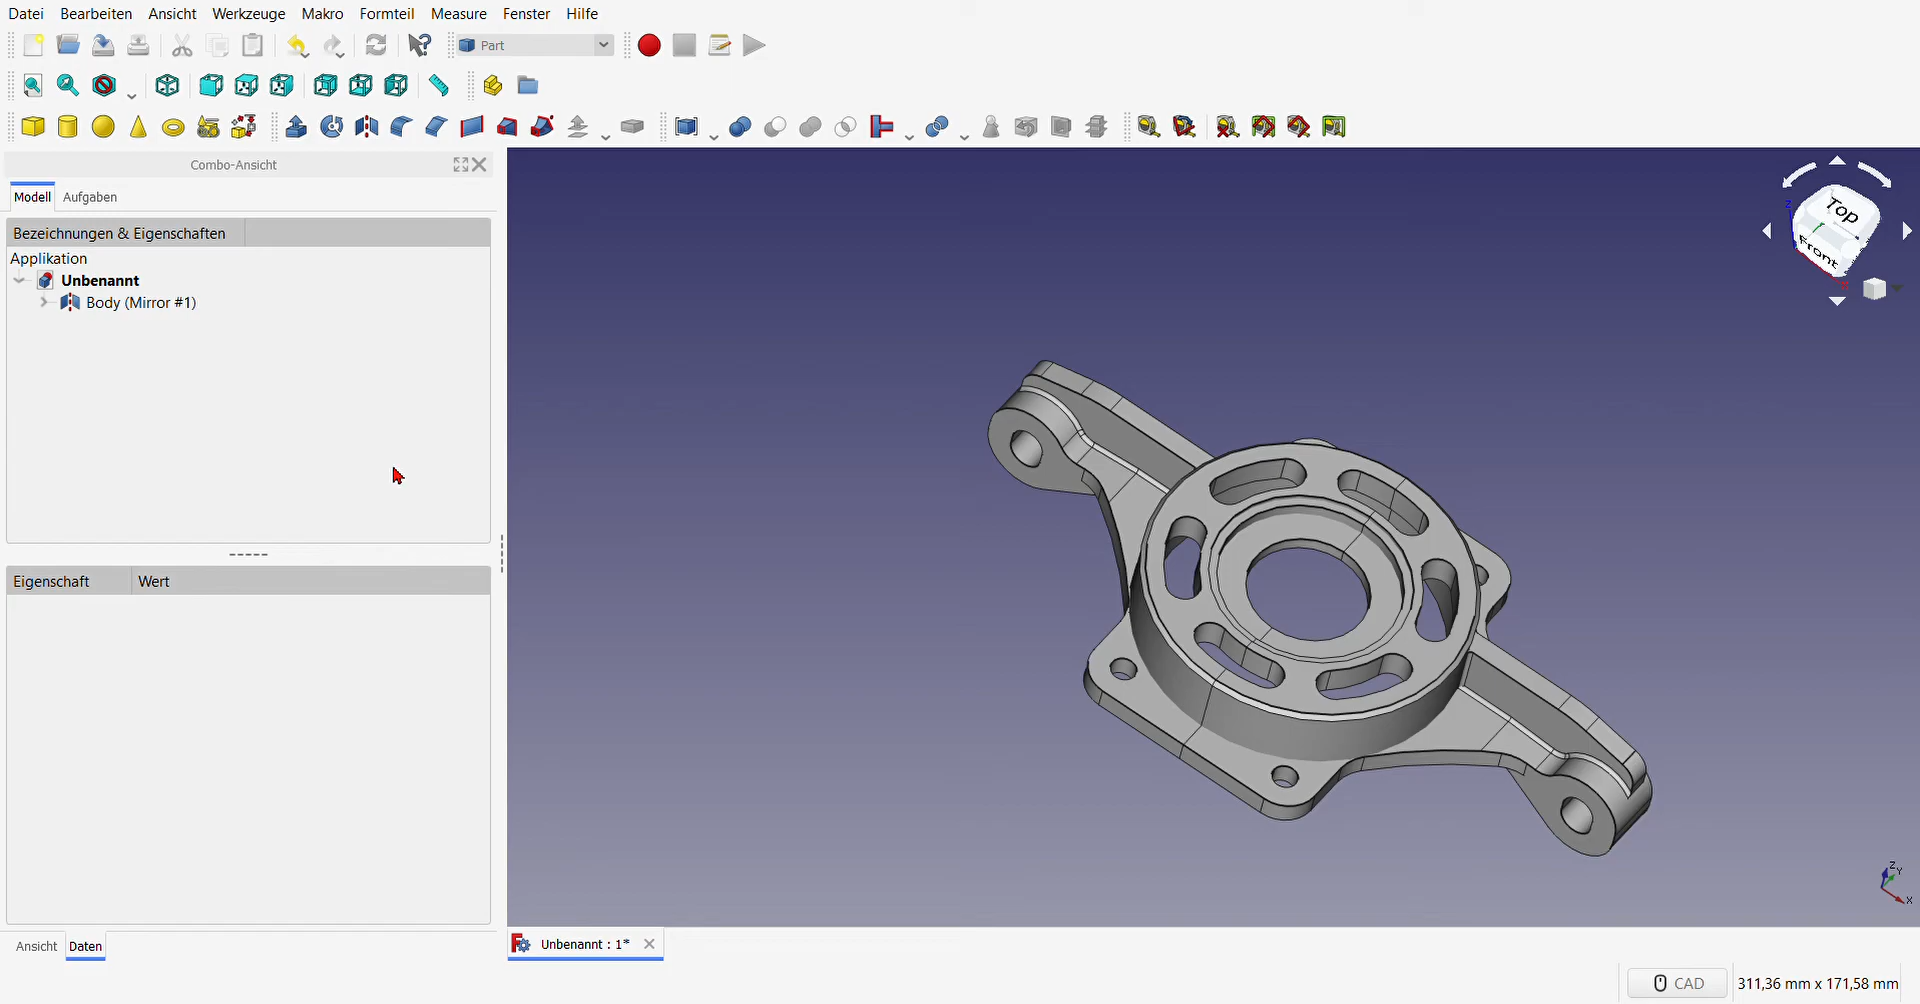 Datei Bearbeiten Ansicht Werkzeuge Makro Formteil Measure Fenster Hilfe
Part
Combo-Ansicht
Modell Aufgaben
Bezeichnungen & Eigenschaften
Applikation
Unbenannt
Body (Mirror #1)
Eigenschaft Wert
Ansicht Daten
Top
Front
Z
X
Z
Y
X
Unbenannt : 1*
CAD 311,36 mm x 171,58 mm